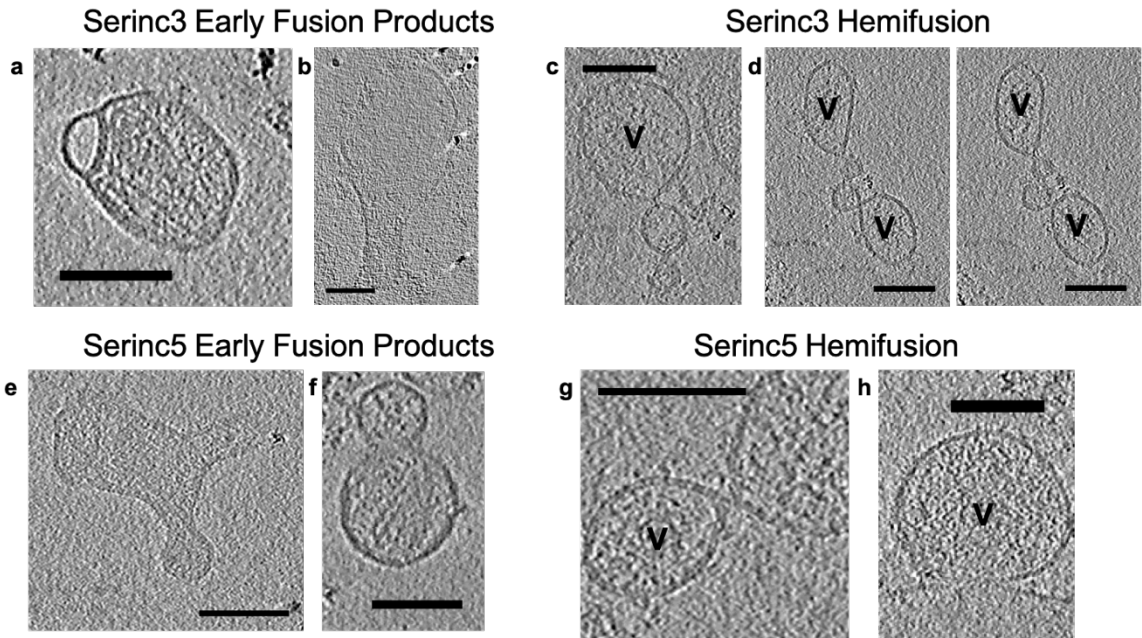 Serinc3 Early Fusion Products
Serinc3 Hemifusion
a
b
c
d
V
V
V
V
V
Serinc5 Early Fusion Products
Serinc5 Hemifusion
e
f
g
h
V
V